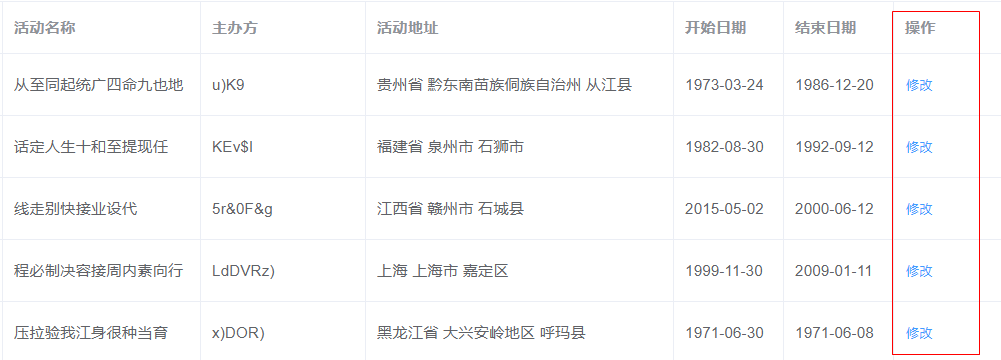 活动名称 主办方 活动地址 开始日期 结束日期 操作
从至同起统广四命九也地 u)K9 贵州省 黔东南苗族侗族自治州 从江县 1973-03-24 1986-12-20 修改
话定人生十和至提现任 KEv$I 福建省 泉州市 石狮市 1982-08-30 1992-09-12 修改
线走别快接业设代 5r&0F&g 江西省 赣州市 石城县 2015-05-02 2000-06-12 修改
程必制决容接周内素向行 LdDVRz) 上海 上海市 嘉定区 1999-11-30 2009-01-11 修改
压拉验我江身很种当育 x)DOR) 黑龙江省 大兴安岭地区 呼玛县 1971-06-30 1971-06-08 修改